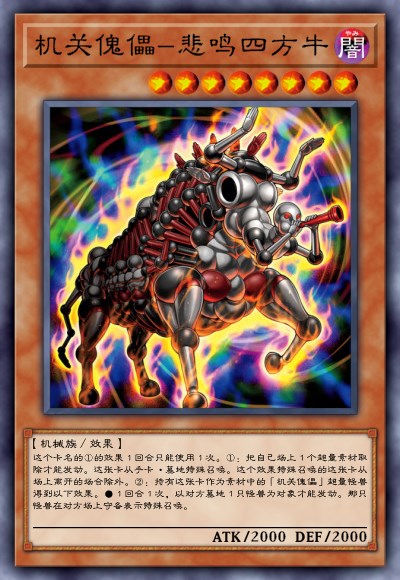 机关傀儡-悲鸣四方牛
やみ
闇
【机械族／效果】
这个卡名的①的效果1回合只能使用1次。①：把自己场上1个超量素材取
除才能发动。这张卡从手卡·墓地特殊召唤。这个效果特殊召唤的这张卡从
场上离开的场合除外。②：持有这张卡作为素材中的「机关傀儡」超量怪兽
得到以下效果。●1回合1次，以对方墓地1只怪兽为对象才能发动。那只
怪兽在对方场上守备表示特殊召唤。
ATK/2000 DEF/2000